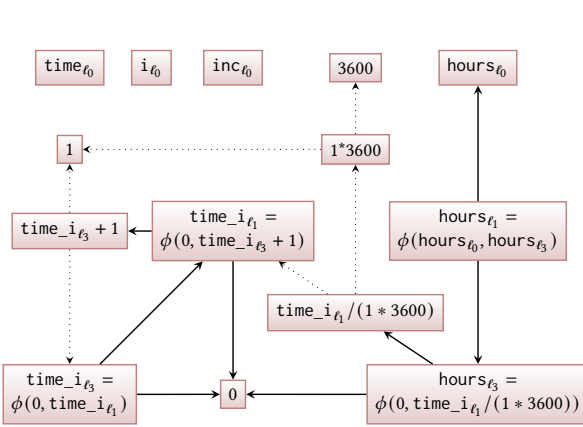 time_ℓ₀ i_ℓ₀ inc_ℓ₀ 3600 hours_ℓ₀
1 1*3600
time_i_ℓ₃ + 1
time_i_ℓ₁ =
ϕ(0, time_i_ℓ₃ + 1)
hours_ℓ₁ =
ϕ(hours_ℓ₀, hours_ℓ₃)
time_i_ℓ₁/(1 ∗ 3600)
time_i_ℓ₃ =
ϕ(0, time_i_ℓ₁)
0
hours_ℓ₃ =
ϕ(0, time_i_ℓ₁/(1 ∗ 3600))